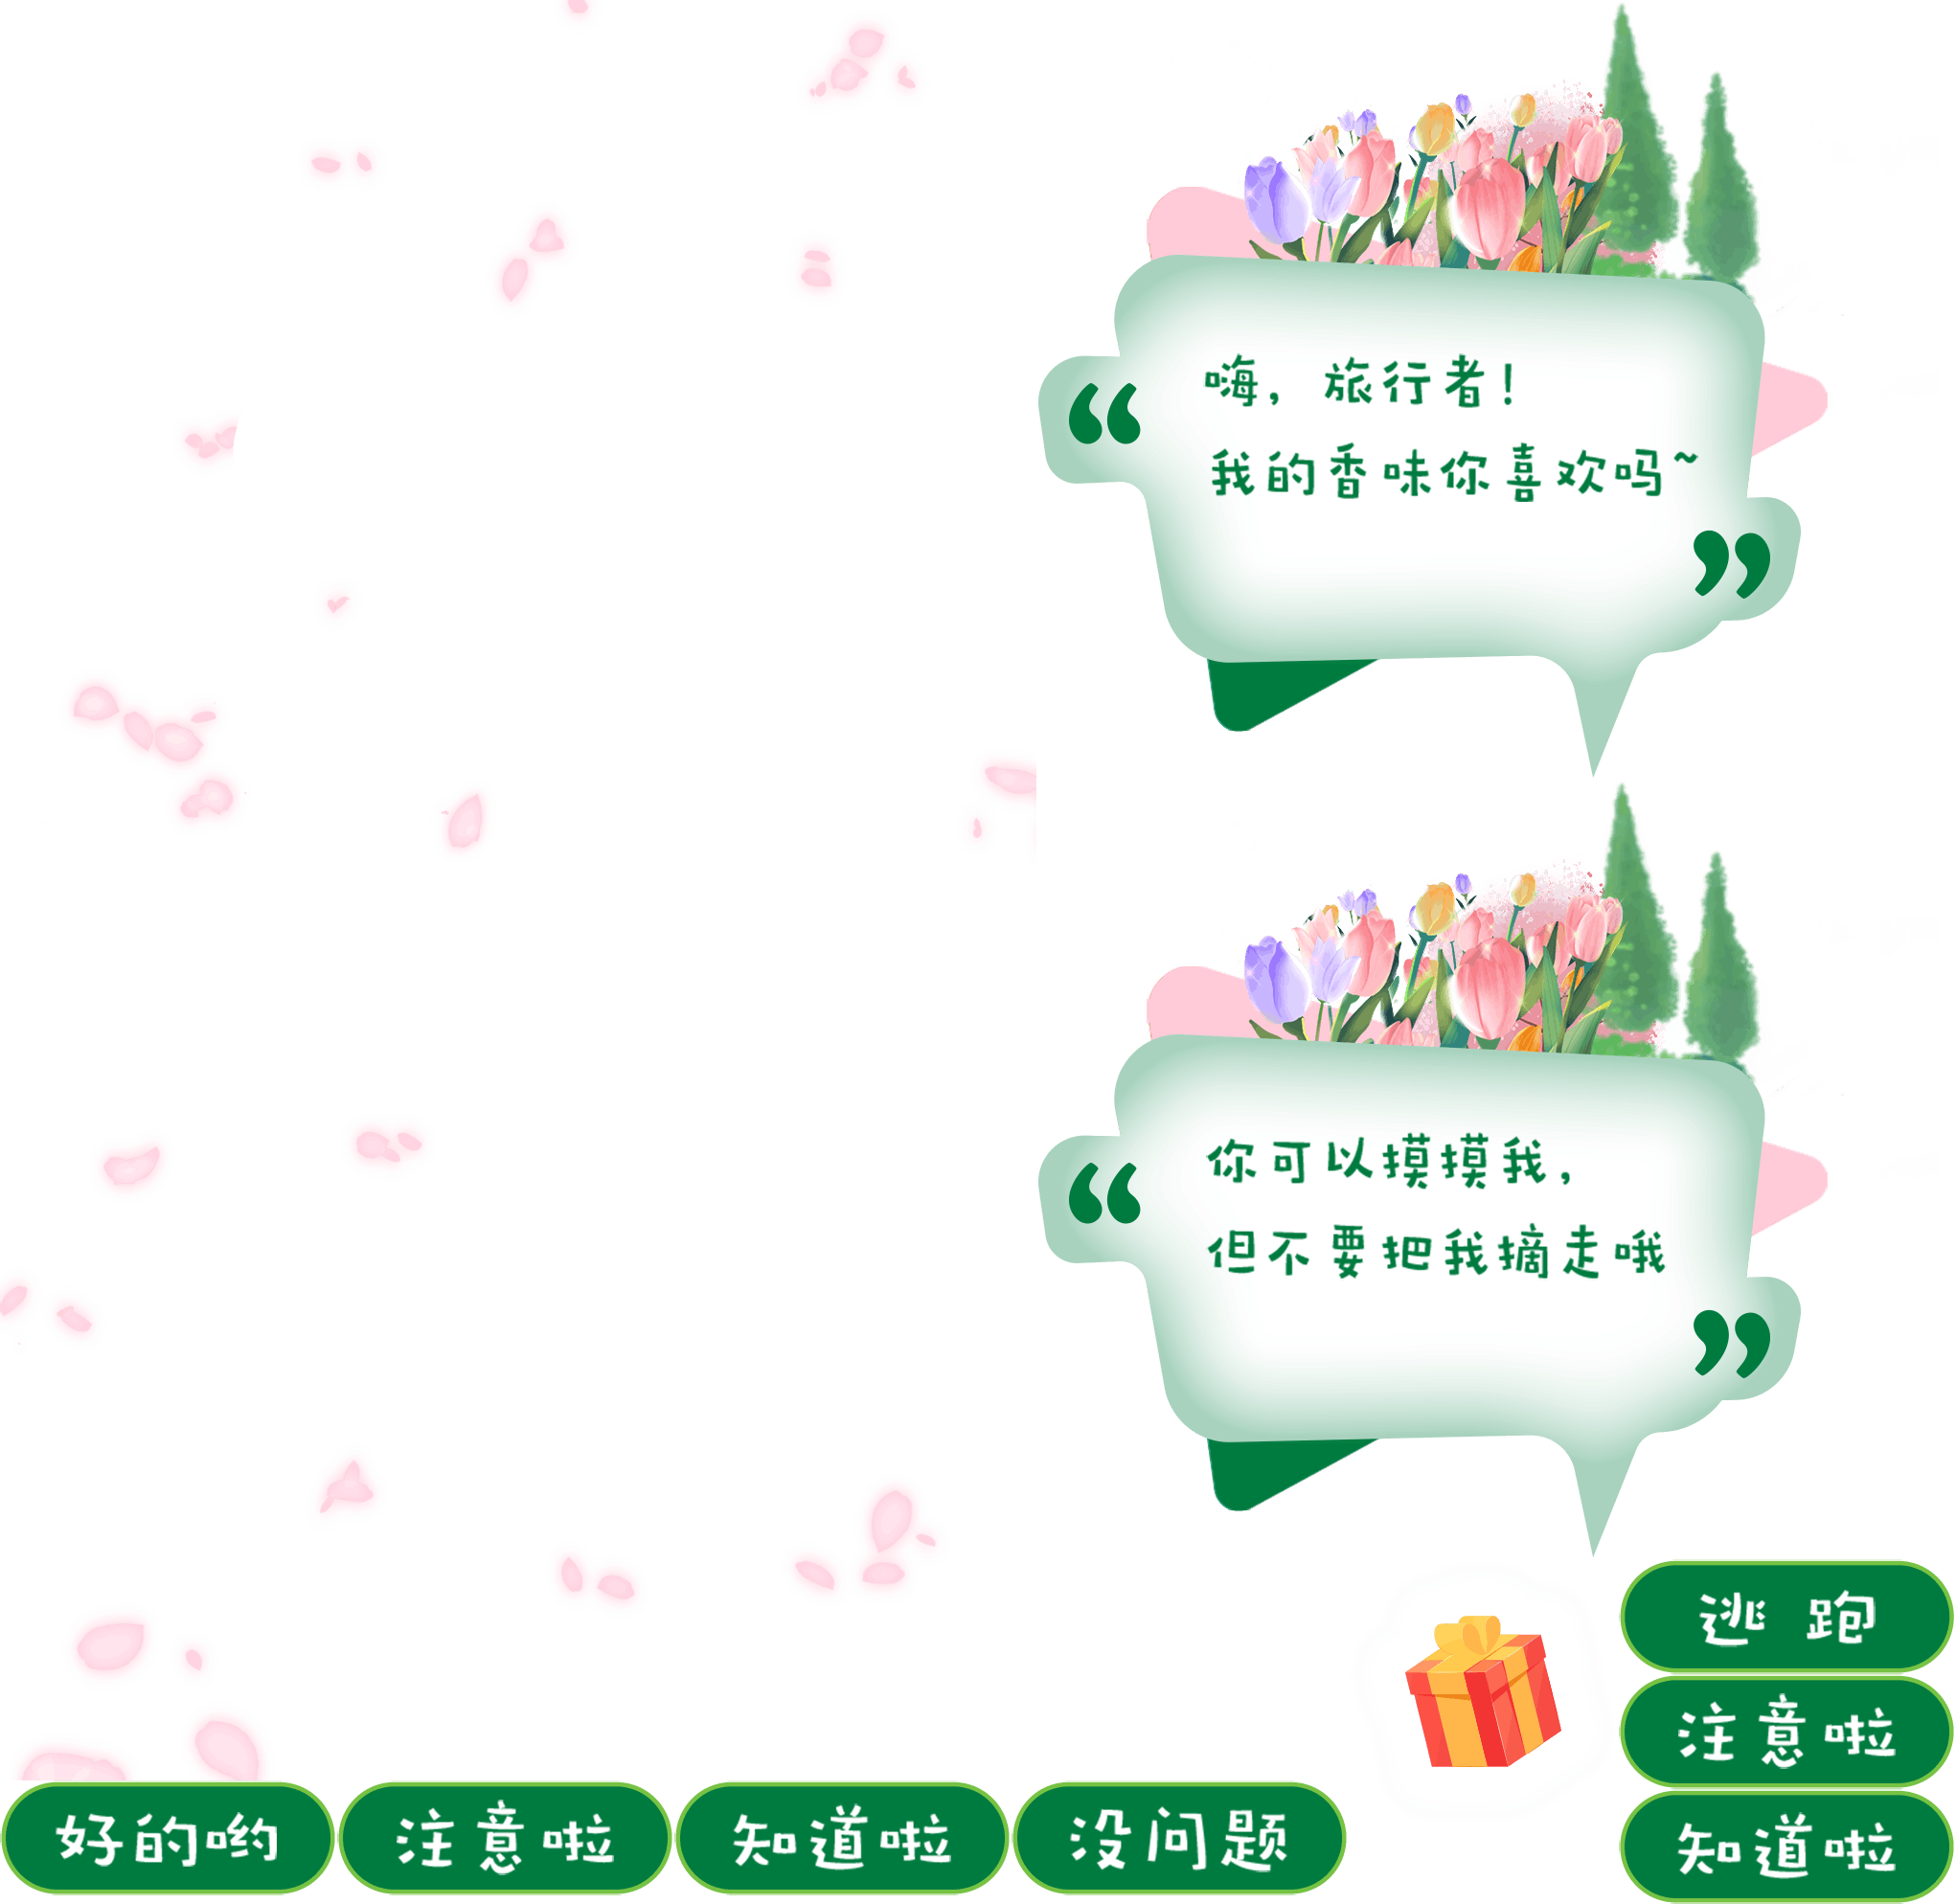 嗨，旅行者！
我的香味你喜欢吗~
你可以摸摸我，
但不要把我摘走哦
逃 跑
注意啦
知道啦
好的哟
注意啦
知道啦
没问题